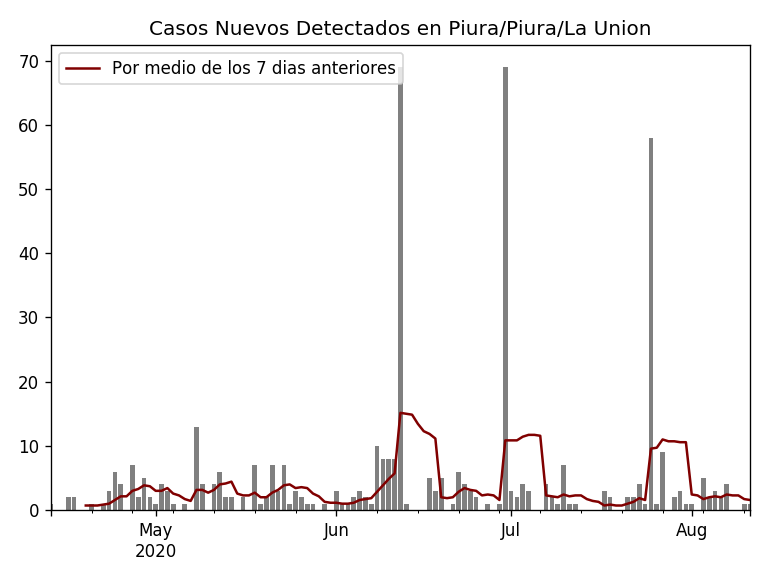 Casos Nuevos Detectados en Piura/Piura/La Union
Por medio de los 7 dias anteriores
70
60
50
40
30
20
10
0
May
2020
Jun
Jul
Aug